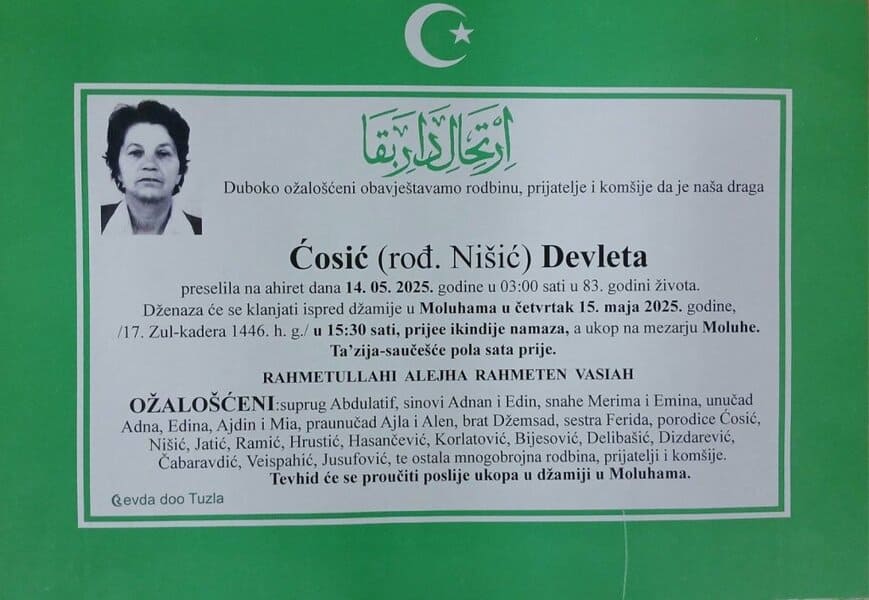 اِرْتِحَالِ دَارِ بَقَا
Duboko ožalošćeni obavještavamo rodbinu, prijatelje i komšije da je naša draga
Ćosić (rođ. Nišić) Devleta
preselila na ahiret dana 14. 05. 2025. godine u 03:00 sati u 83. godini života.
Dženaza će se klanjati ispred džamije u Moluhama u četvrtak 15. maja 2025. godine,
/17. Zul-kadera 1446. h. g./ u 15:30 sati, prijee ikindije namaza, a ukop na mezarju Moluhe.
Ta’zija-saučešće pola sata prije.
RAHMETULLAHI ALEJHA RAHMETEN VASIAH
OŽALOŠĆENI:suprug Abdulatif, sinovi Adnan i Edin, snahe Merima i Emina, unučad
Adna, Edina, Ajdin i Mia, praunučad Ajla i Alen, brat Džemsad, sestra Ferida, porodice Ćosić,
Nišić, Jatić, Ramić, Hrustić, Hasančević, Korlatović, Bijesović, Delibašić, Dizdarević,
Čabaravdić, Veispahić, Jusufović, te ostala mnogobrojna rodbina, prijatelji i komšije.
Tevhid će se proučiti poslije ukopa u džamiji u Moluhama.
Revda doo Tuzla